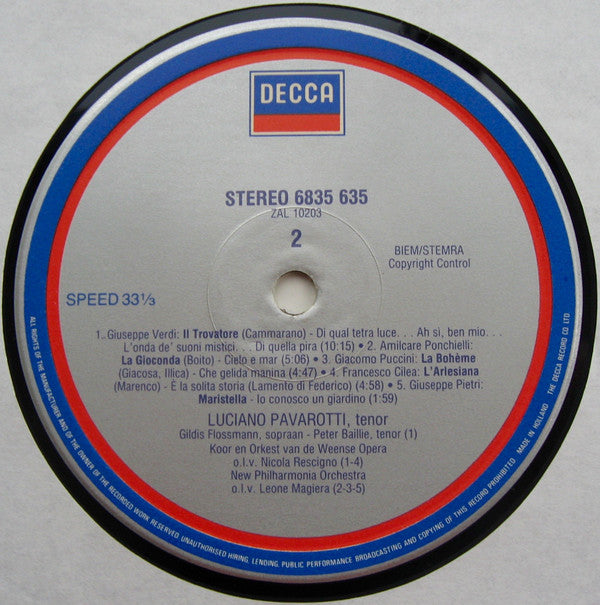 DECCA
STEREO 6835 635
ZAL 10203
2
BIEM/STEMRA
Copyright Control
SPEED 33⅓
1. Giuseppe Verdi: Il Trovatore (Cammarano) - Di qual tetra luce. . . Ah sì, ben mio. . .
L'onda de' suoni mistici. . . Di quella pira (10:15) • 2. Amilcare Ponchielli:
La Gioconda (Boito) - Cielo e mar (5:06) • 3. Giacomo Puccini: La Bohème
(Giacosa, Illica) - Che gelida manina (4:47) • 4. Francesco Cilea: L'Arlesiana
(Marenco) - È la solita storia (Lamento di Federico) (4:58) • 5. Giuseppe Pietri:
Maristella - Io conosco un giardino (1:59)
LUCIANO PAVAROTTI, tenor
Gildis Flossmann, sopraan - Peter Baillie, tenor (1)
Koor en Orkest van de Weense Opera
o.l.v. Nicola Rescigno (1-4)
New Philharmonia Orchestra
o.l.v. Leone Magiera (2-3-5)
ALL RIGHTS OF THE MANUFACTURER AND OF THE OWNER OF THE RECORDED WORK RESERVED. UNAUTHORISED HIRING, LENDING, PUBLIC PERFORMANCE BROADCASTING AND COPYING OF THIS RECORD PROHIBITED. MADE IN HOLLAND. THE DECCA RECORD CO LTD